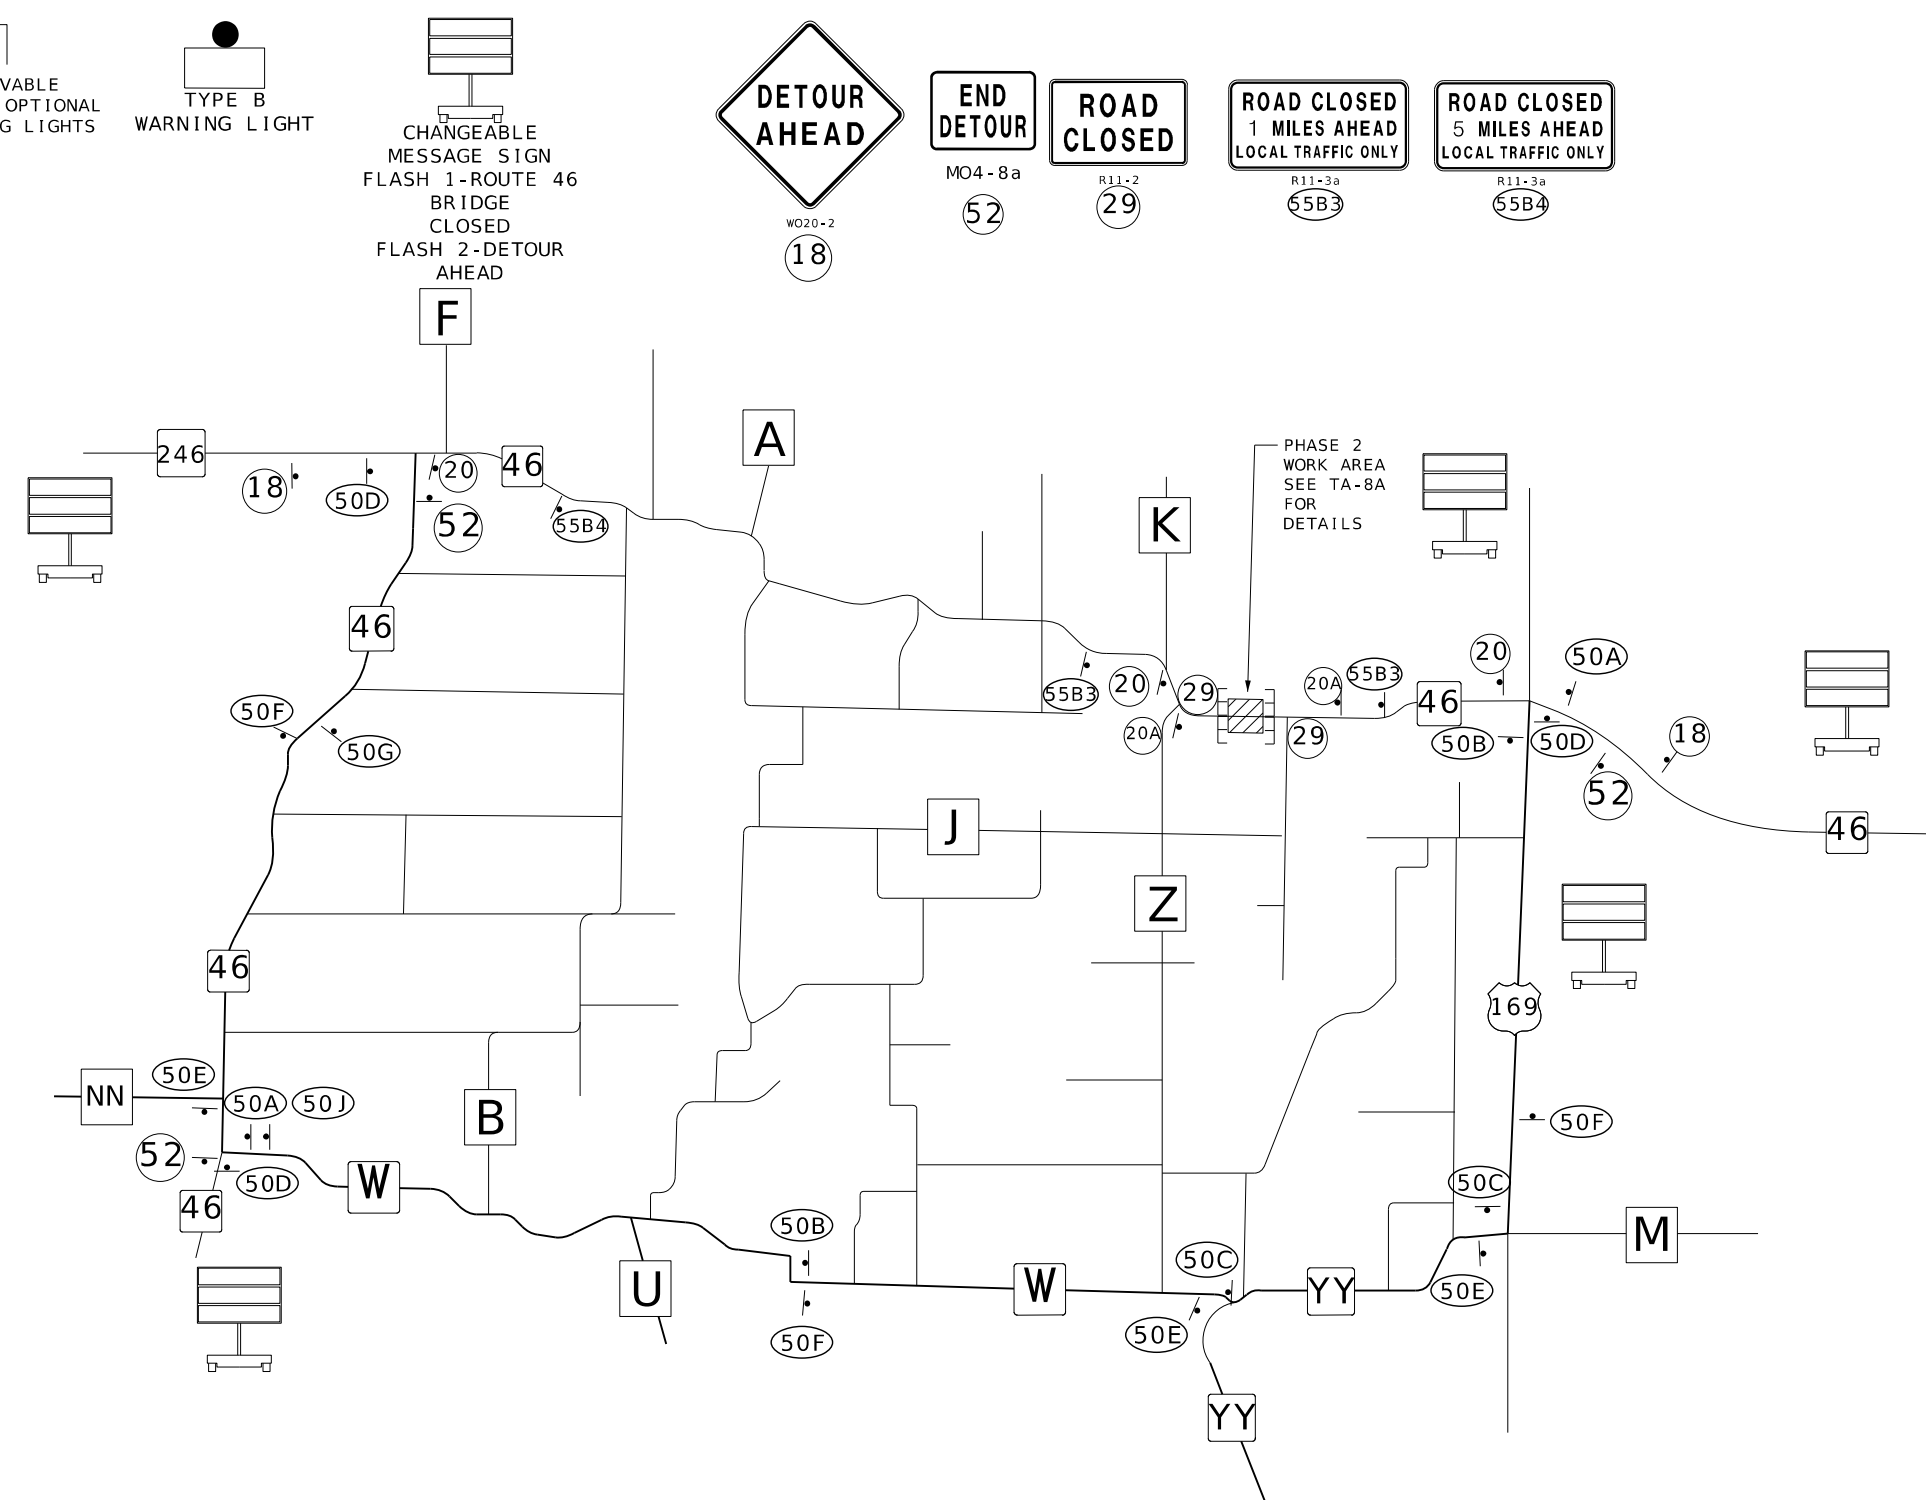 VABLE
OPTIONAL
G LIGHTS
TYPE B
WARNING LIGHT
CHANGEABLE
MESSAGE SIGN
FLASH 1-ROUTE 46
BRIDGE
CLOSED
FLASH 2-DETOUR
AHEAD
DETOUR
AHEAD
WO20-2
18
END
DETOUR
MO4-8a
52
ROAD
CLOSED
R11-2
29
ROAD CLOSED
1 MILES AHEAD
LOCAL TRAFFIC ONLY
R11-3a
55B3
ROAD CLOSED
5 MILES AHEAD
LOCAL TRAFFIC ONLY
R11-3a
55B4
F
A
246
46
20
18
50D
52
55B4
PHASE 2
WORK AREA
SEE TA-8A
FOR
DETAILS
K
46
20
50A
55B3
20
29
20A
55B3
46
50F
50G
20A
29
50B
50D
18
52
J
46
Z
46
169
50E
NN
50A
50J
B
50F
52
50D
W
46
50C
50B
M
U
50C
W
YY
50E
50F
50E
YY